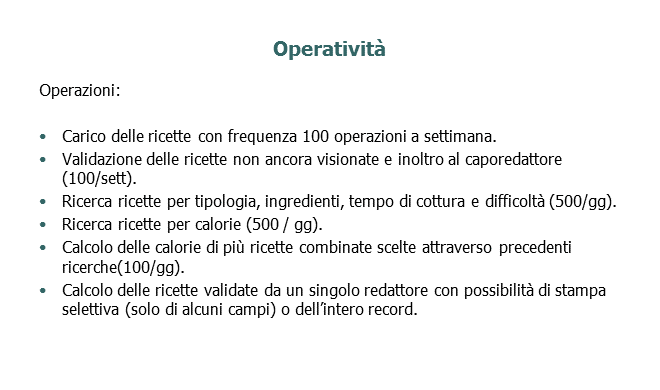 Operatività
Operazioni:
• Carico delle ricette con frequenza 100 operazioni a settimana.
• Validazione delle ricette non ancora visionate e inoltro al caporedattore
(100/sett).
• Ricerca ricette per tipologia, ingredienti, tempo di cottura e difficoltà (500/gg).
• Ricerca ricette per calorie (500 / gg).
• Calcolo delle calorie di più ricette combinate scelte attraverso precedenti
ricerche(100/gg).
• Calcolo delle ricette validate da un singolo redattore con possibilità di stampa
selettiva (solo di alcuni campi) o dell’intero record.